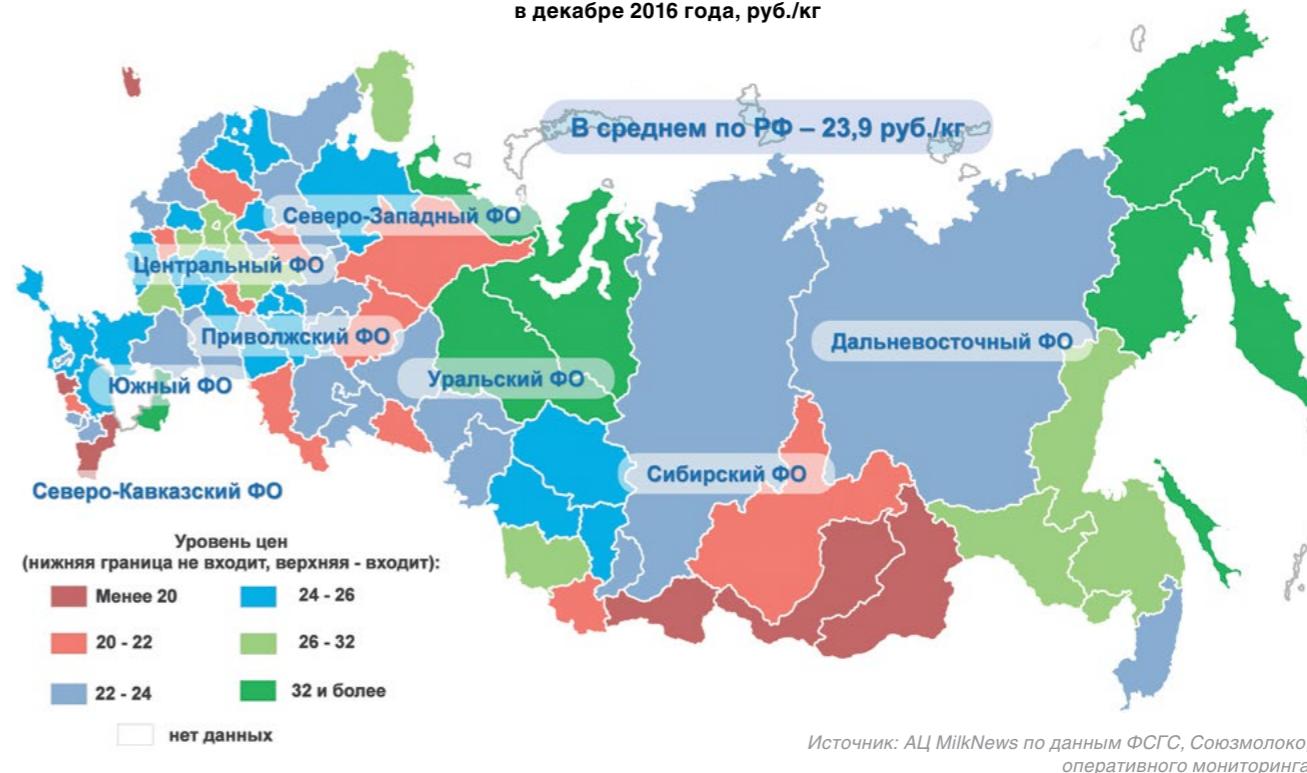 в декабре 2016 года, руб./кг
В среднем по РФ – 23,9 руб./кг
Северо-Западный ФО
Центральный ФО
Приволжский ФО
Дальневосточный ФО
Южный ФО
Уральский ФО
Сибирский ФО
Северо-Кавказский ФО
Уровень цен
(нижняя граница не входит, верхняя - входит):
Менее 20
24 - 26
20 - 22
26 - 32
22 - 24
32 и более
нет данных
Источник: АЦ MilkNews по данным ФСГС, Союзмолоко,
оперативного мониторинга